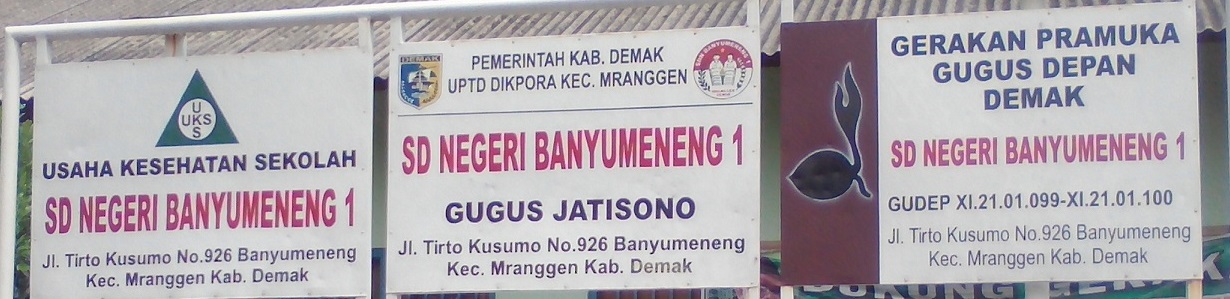 UKS
UKS
USAHA KESEHATAN SEKOLAH
SD NEGERI BANYUMENENG 1
Jl. Tirto Kusumo No.926 Banyumeneng
Kec. Mranggen Kab. Demak
DEMAK
PEMERINTAH KAB. DEMAK
UPTD DIKPORA KEC. MRANGGEN
SD NEGERI BANYUMENENG 1
GUGUS JATISONO
Jl. Tirto Kusumo No.926 Banyumeneng
Kec. Mranggen Kab. Demak
GERAKAN PRAMUKA
GUGUS DEPAN
DEMAK
SD NEGERI BANYUMENENG 1
GUDEP XI.21.01.099-XI.21.01.100
Jl. Tirto Kusumo No.926 Banyumeneng
Kec. Mranggen Kab. Demak